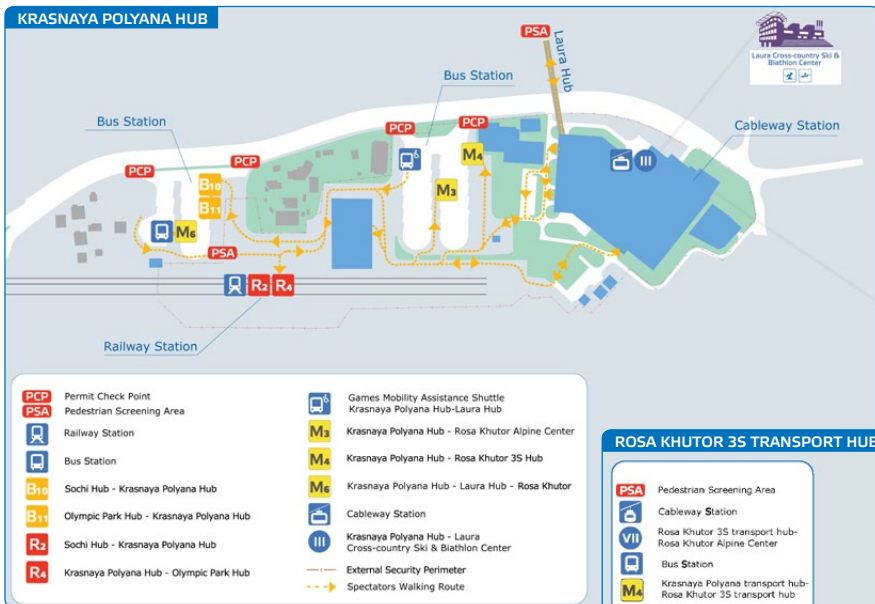 KRASNAYA POLYANA HUB
PSA
Laura Hub
Laura Cross-country Ski &
Biathlon Center
Bus Station
Bus Station
Cableway Station
PCP
PCP
PCP
PCP
M4
6
III
B10
M3
B11
M6
PSA
R2
R4
Railway Station
PCP
Permit Check Point
PSA
Pedestrian Screening Area
Railway Station
Bus Station
B10
Sochi Hub - Krasnaya Polyana Hub
B11
Olympic Park Hub - Krasnaya Polyana Hub
R2
Sochi Hub - Krasnaya Polyana Hub
R4
Krasnaya Polyana Hub - Olympic Park Hub
6
Games Mobility Assistance Shuttle
Krasnaya Polyana Hub-Laura Hub
M3
Krasnaya Polyana Hub - Rosa Khutor Alpine Center
M4
Krasnaya Polyana Hub - Rosa Khutor 3S Hub
M6
Krasnaya Polyana Hub - Laura Hub - Rosa Khutor
Cableway Station
III
Krasnaya Polyana Hub - Laura
Cross-country Ski & Biathlon Center
External Security Perimeter
Spectators Walking Route
ROSA KHUTOR 3S TRANSPORT HUB
PSA
Pedestrian Screening Area
Cableway Station
VII
Rosa Khutor 3S transport hub-
Rosa Khutor Alpine Center
Bus Station
M4
Krasnaya Polyana transport hub-
Rosa Khutor 3S transport hub